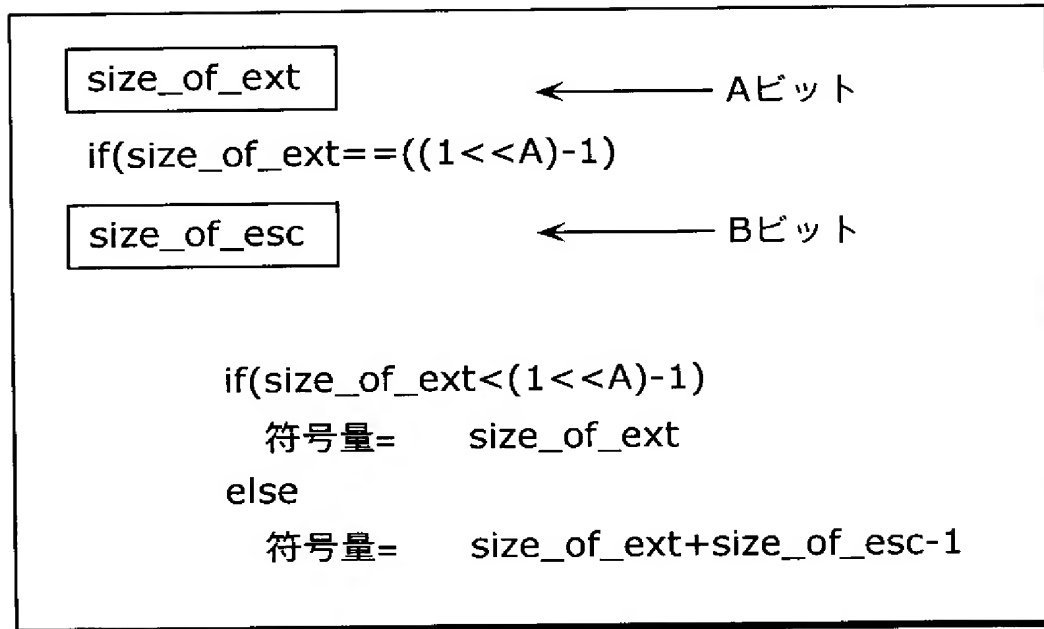 size_of_ext ← Aビット
if(size_of_ext==((1<<A)-1)
size_of_esc ← Bビット
if(size_of_ext<(1<<A)-1)
符号量= size_of_ext
else
符号量= size_of_ext+size_of_esc-1